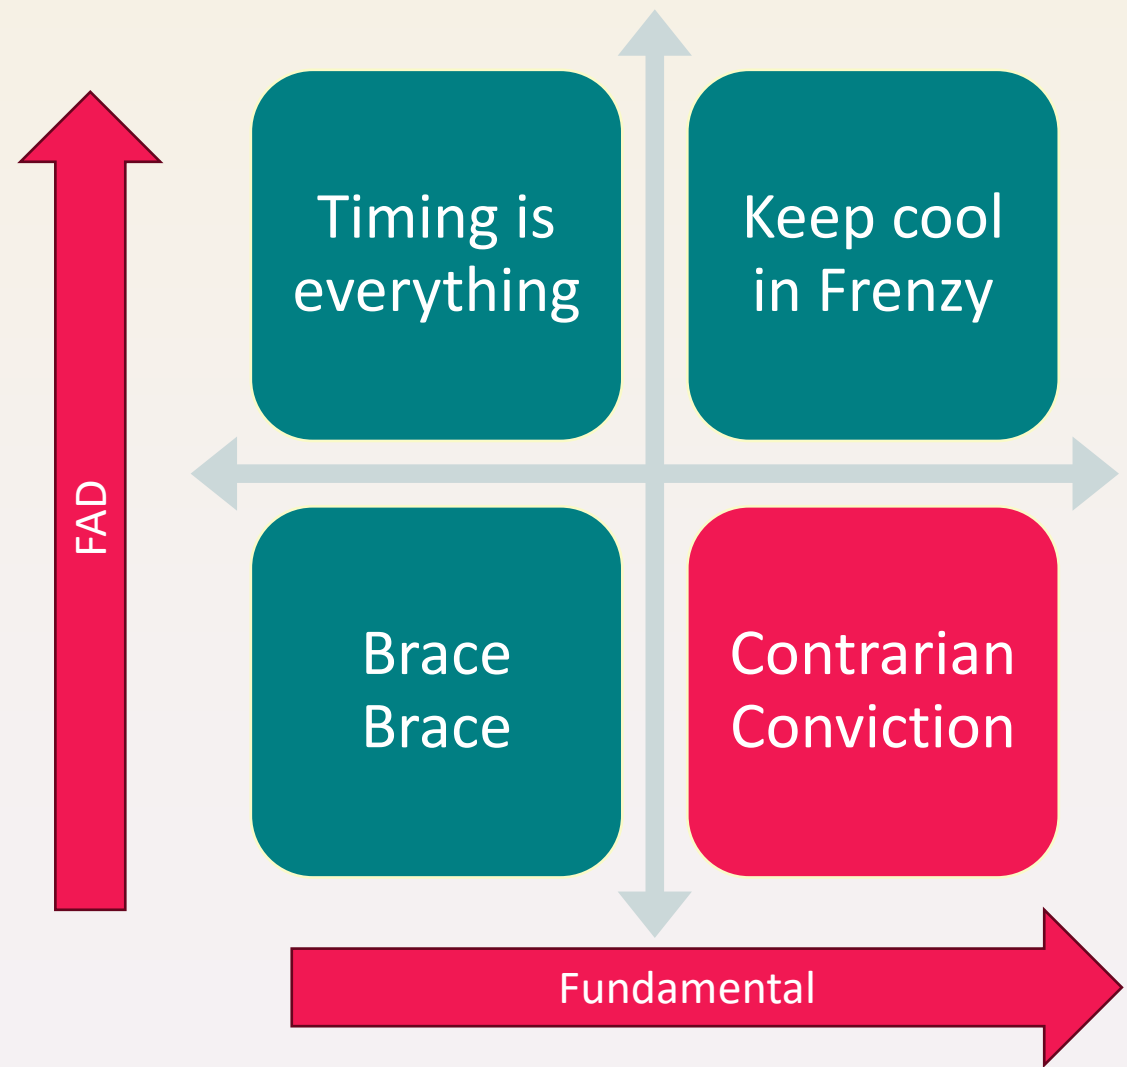 Timing is
everything
Keep cool
in Frenzy
FAD
Brace
Brace
Contrarian
Conviction
Fundamental